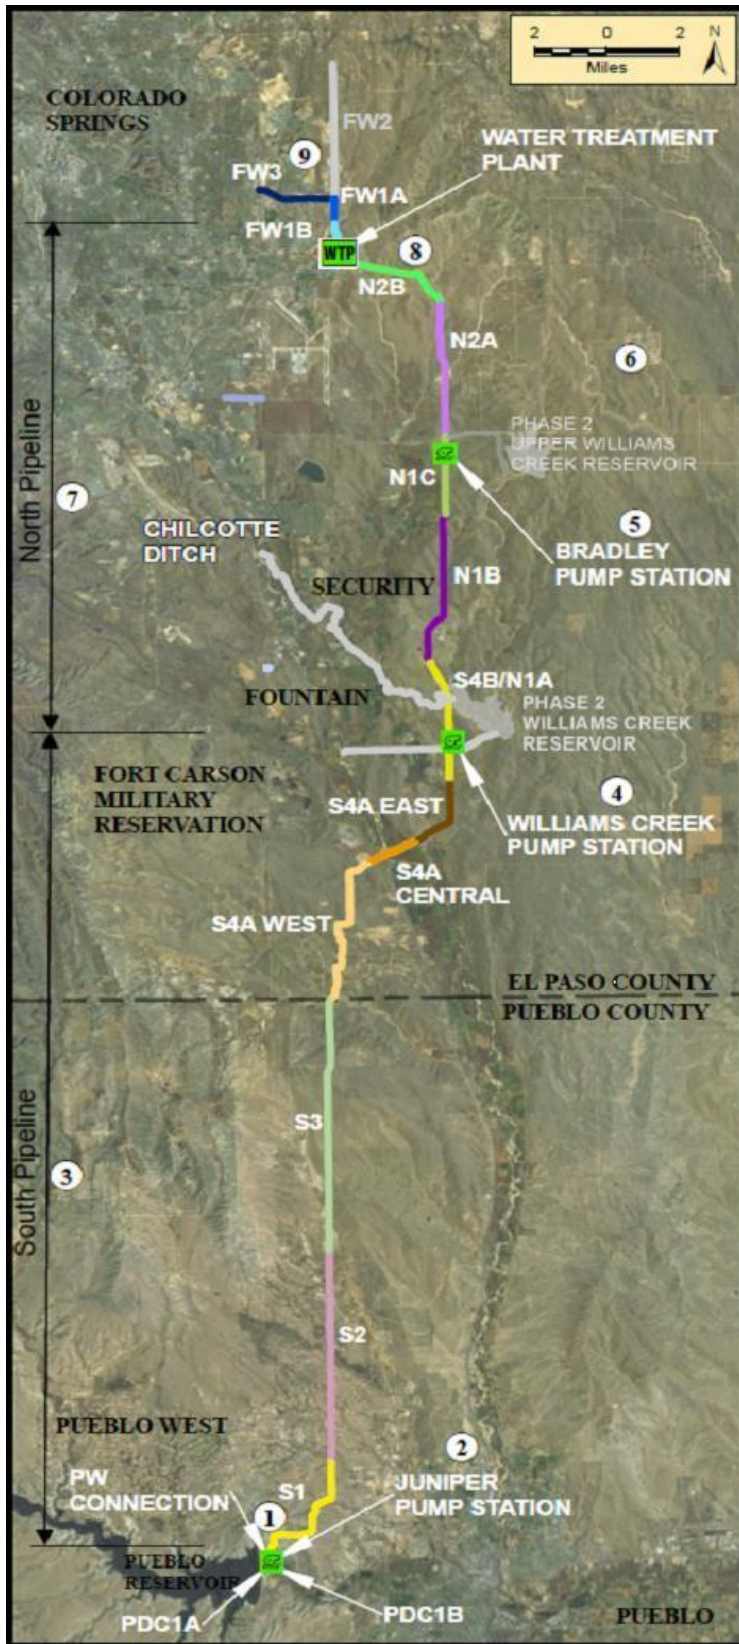 2 0 2 N
Miles
COLORADO
SPRINGS
FW2
9
WATER TREATMENT
PLANT
FW3
FW1A
FW1B
8
WTP
N2B
N2A
6
PHASE 2
UPPER WILLIAMS
CREEK RESERVOIR
North Pipeline
7
N1C
5
BRADLEY
PUMP STATION
CHILCOTTE
DITCH
SECURITY
N1B
S4B/N1A
FOUNTAIN
PHASE 2
WILLIAMS CREEK
RESERVOIR
FORT CARSON
MILITARY
RESERVATION
4
S4A EAST
WILLIAMS CREEK
PUMP STATION
S4A
CENTRAL
S4A WEST
EL PASO COUNTY
PUEBLO COUNTY
S3
South Pipeline
3
S2
PUEBLO WEST
2
PW
CONNECTION
S1
JUNIPER
PUMP STATION
1
PUEBLO
RESERVOIR
PDC1A
PDC1B
PUEBLO